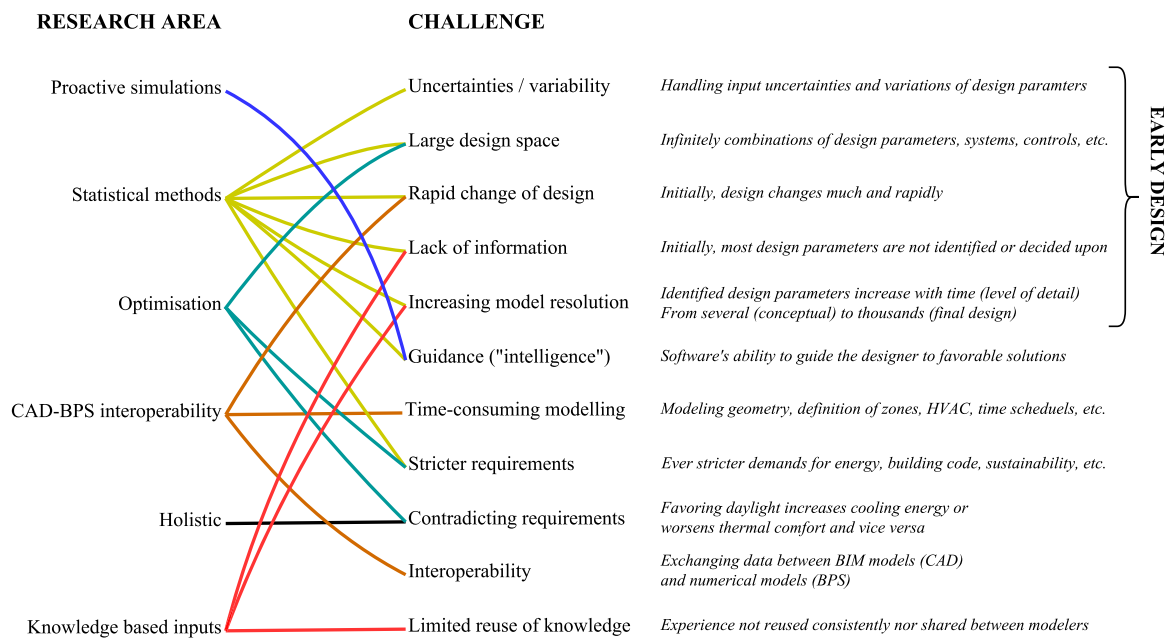 RESEARCH AREA
CHALLENGE
Proactive simulations
Uncertainties / variability
Handling input uncertainties and variations of design paramters
Large design space
Infinitely combinations of design parameters, systems, controls, etc.
Statistical methods
Rapid change of design
Initially, design changes much and rapidly
Lack of information
Initially, most design parameters are not identified or decided upon
Optimisation
Increasing model resolution
Identified design parameters increase with time (level of detail)
From several (conceptual) to thousands (final design)
EARLY DESIGN
Guidance ("intelligence")
Software's ability to guide the designer to favorable solutions
CAD-BPS interoperability
Time-consuming modelling
Modeling geometry, definition of zones, HVAC, time scheduels, etc.
Stricter requirements
Ever stricter demands for energy, building code, sustainability, etc.
Holistic
Contradicting requirements
Favoring daylight increases cooling energy or
worsens thermal comfort and vice versa
Interoperability
Exchanging data between BIM models (CAD)
and numerical models (BPS)
Knowledge based inputs
Limited reuse of knowledge
Experience not reused consistently nor shared between modelers